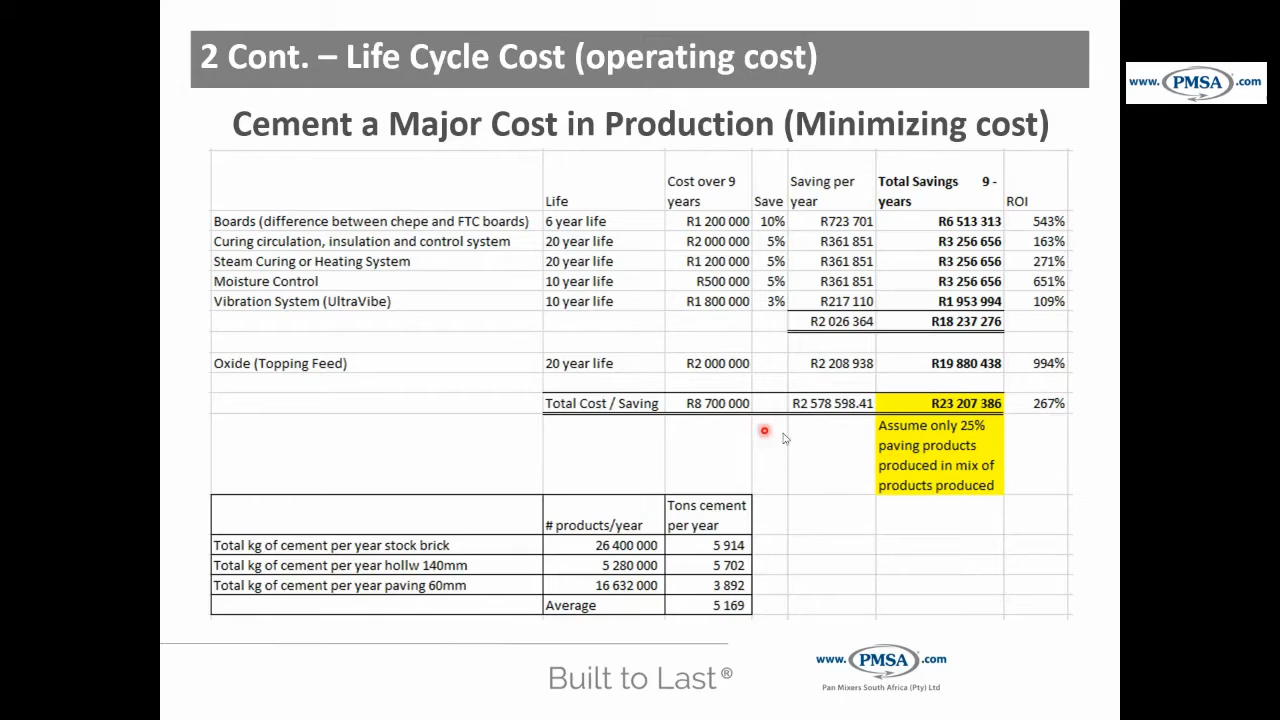 2 Cont. – Life Cycle Cost (operating cost)
www. PMSA .com
Cement a Major Cost in Production (Minimizing cost)
Life Cost over 9 years Save Saving per year Total Savings 9 - years ROI
Boards (difference between chepe and FTC boards) 6 year life R1 200 000 10% R723 701 R6 513 313 543%
Curing circulation, insulation and control system 20 year life R2 000 000 5% R361 851 R3 256 656 163%
Steam Curing or Heating System 20 year life R1 200 000 5% R361 851 R3 256 656 271%
Moisture Control 10 year life R500 000 5% R361 851 R3 256 656 651%
Vibration System (UltraVibe) 10 year life R1 800 000 3% R217 110 R1 953 994 109%
R2 026 364 R18 237 276
Oxide (Topping Feed) 20 year life R2 000 000 R2 208 938 R19 880 438 994%
Total Cost / Saving R8 700 000 R2 578 598.41 R23 207 386 267%
Assume only 25%
paving products
produced in mix of
products produced
# products/year Tons cement per year
Total kg of cement per year stock brick 26 400 000 5 914
Total kg of cement per year hollw 140mm 5 280 000 5 702
Total kg of cement per year paving 60mm 16 632 000 3 892
Average 5 169
Built to Last®
www. PMSA .com
Pan Mixers South Africa (Pty) Ltd